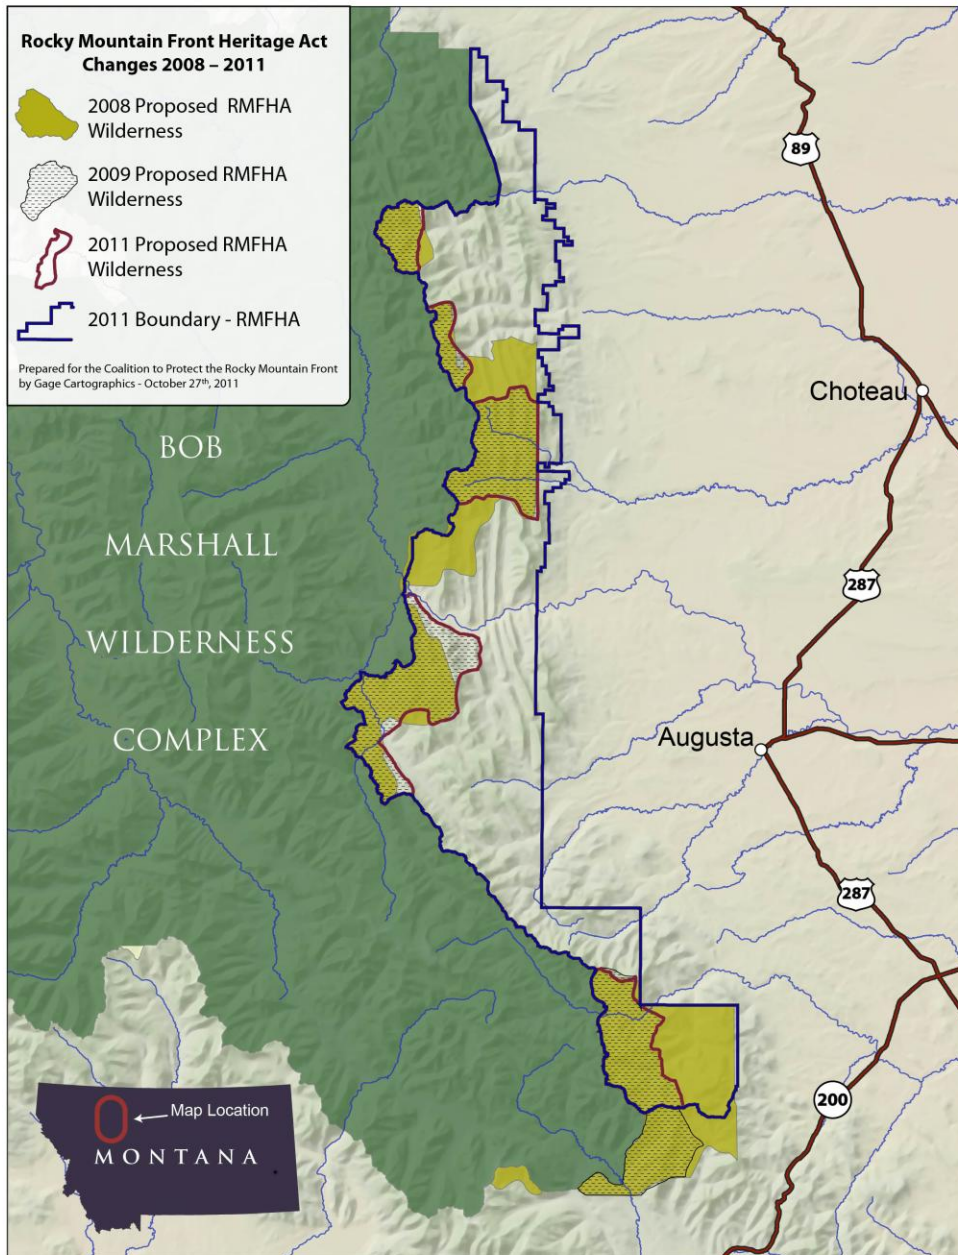 Rocky Mountain Front Heritage Act
Changes 2008 – 2011
2008 Proposed RMFHA
Wilderness
2009 Proposed RMFHA
Wilderness
2011 Proposed RMFHA
Wilderness
2011 Boundary - RMFHA
Prepared for the Coalition to Protect the Rocky Mountain Front
by Gage Cartographics - October 27th, 2011
89
Choteau
BOB
MARSHALL
287
WILDERNESS
COMPLEX
Augusta
287
200
Map Location
MONTANA